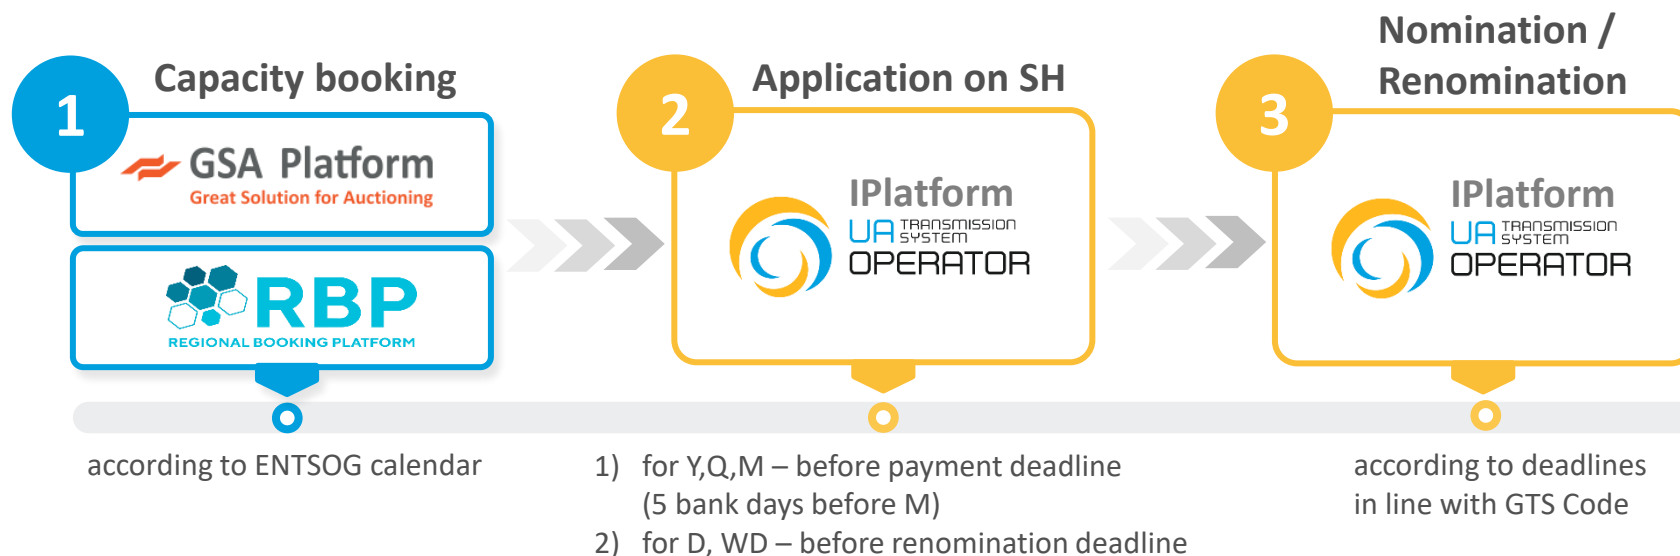 1
Capacity booking
GSA Platform
Great Solution for Auctioning
RBP
REGIONAL BOOKING PLATFORM
according to ENTSOG calendar
2
Application on SH
IPlatform
UA TRANSMISSION
SYSTEM
OPERATOR
1) for Y,Q,M – before payment deadline
(5 bank days before M)
2) for D, WD – before renomination deadline
3
Nomination /
Renomination
IPlatform
UA TRANSMISSION
SYSTEM
OPERATOR
according to deadlines
in line with GTS Code